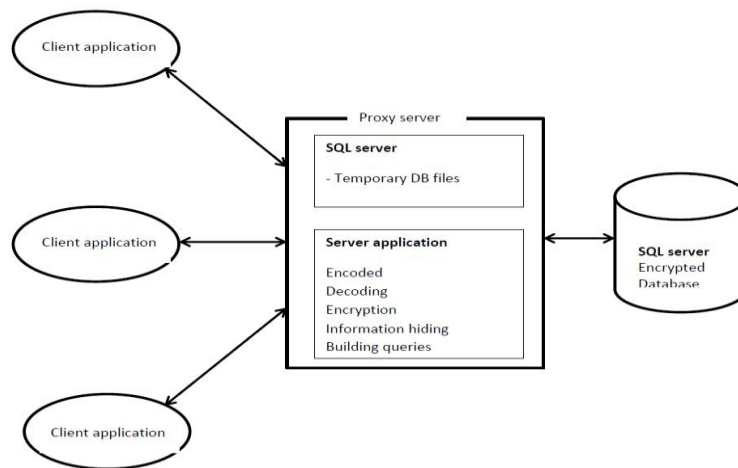 Client application
Proxy server
SQL server
- Temporary DB files
Client application
Server application
Encoded
Decoding
Encryption
Information hiding
Building queries
SQL server
Encrypted
Database
Client application